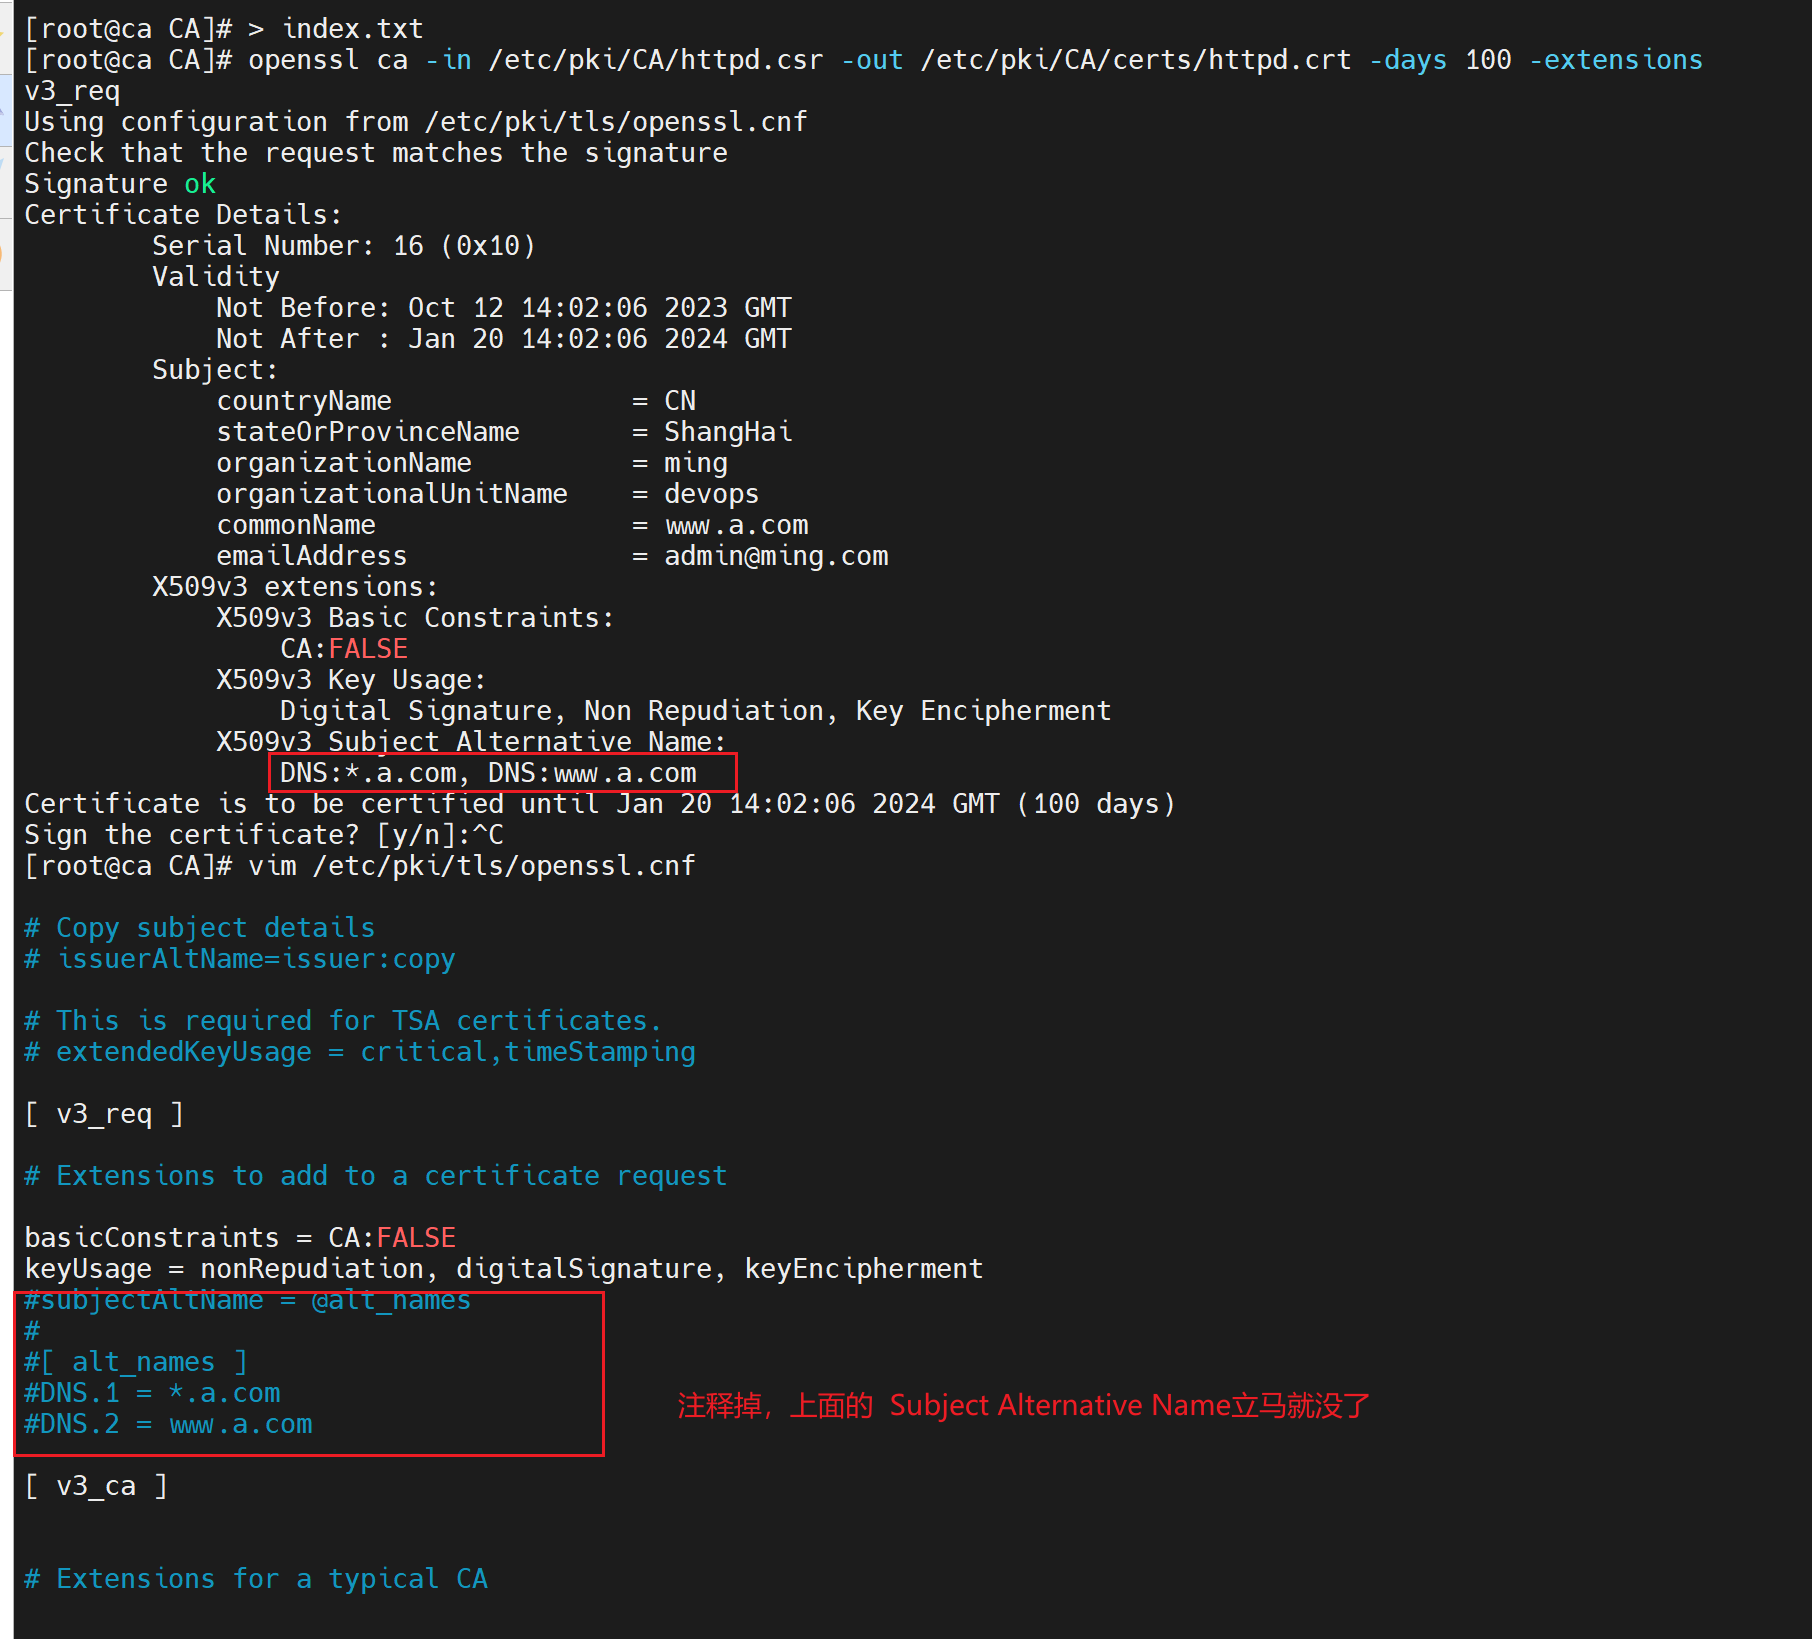 [root@ca CA]# > index.txt
[root@ca CA]# openssl ca -in /etc/pki/CA/httpd.csr -out /etc/pki/CA/certs/httpd.crt -days 100 -extensions
v3_req
Using configuration from /etc/pki/tls/openssl.cnf
Check that the request matches the signature
Signature ok
Certificate Details:
        Serial Number: 16 (0x10)
        Validity
            Not Before: Oct 12 14:02:06 2023 GMT
            Not After : Jan 20 14:02:06 2024 GMT
        Subject:
            countryName               = CN
            stateOrProvinceName       = ShangHai
            organizationName          = ming
            organizationalUnitName    = devops
            commonName                = www.a.com
            emailAddress              = admin@ming.com
        X509v3 extensions:
            X509v3 Basic Constraints:
                CA:FALSE
            X509v3 Key Usage:
                Digital Signature, Non Repudiation, Key Encipherment
            X509v3 Subject Alternative Name:
                DNS:*.a.com, DNS:www.a.com
Certificate is to be certified until Jan 20 14:02:06 2024 GMT (100 days)
Sign the certificate? [y/n]:^C
[root@ca CA]# vim /etc/pki/tls/openssl.cnf
# Copy subject details
# issuerAltName=issuer:copy
# This is required for TSA certificates.
# extendedKeyUsage = critical,timeStamping
[ v3_req ]
# Extensions to add to a certificate request
basicConstraints = CA:FALSE
keyUsage = nonRepudiation, digitalSignature, keyEncipherment
#subjectAltName = @alt_names
#
#[ alt_names ]
#DNS.1 = *.a.com
注释掉，上面的 Subject Alternative Name立马就没了
#DNS.2 = www.a.com
[ v3_ca ]
# Extensions for a typical CA